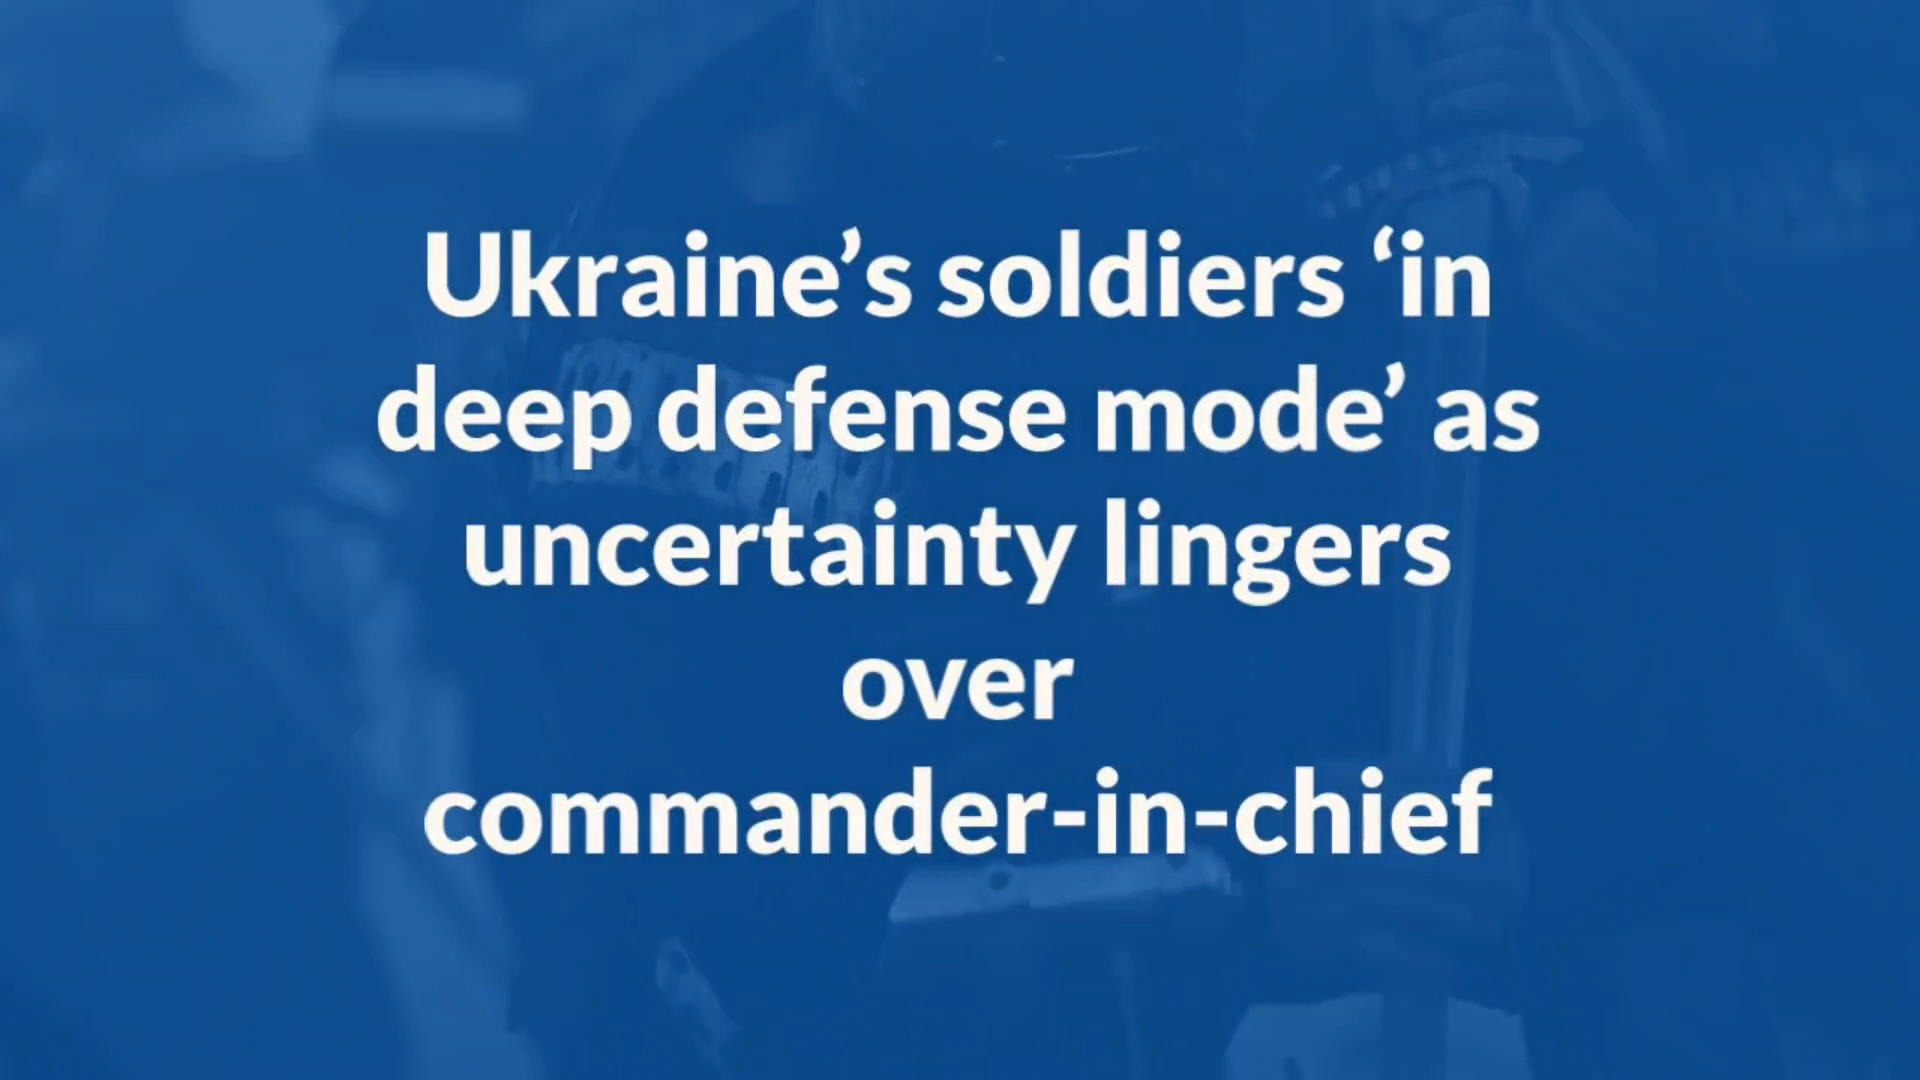 Ukraine’s soldiers ‘in
deep defense mode’ as
uncertainty lingers
over
commander-in-chief